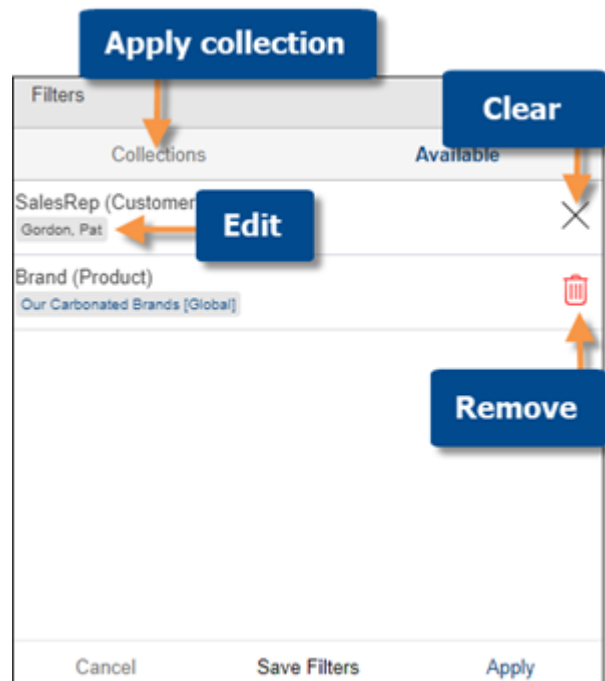 Apply collection
Filters
Clear
Collections
Available
SalesRep (Customer
Gordon, Pat
Edit
Brand (Product)
Our Carbonated Brands [Global]
Remove
Cancel
Save Filters
Apply